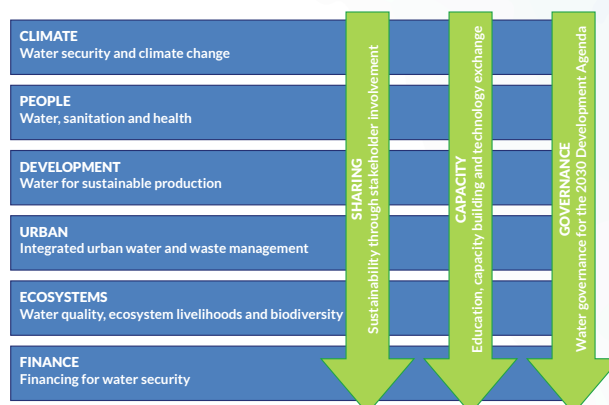 CLIMATE
Water security and climate change
PEOPLE
Water, sanitation and health
DEVELOPMENT
Water for sustainable production
URBAN
Integrated urban water and waste management
ECOSYSTEMS
Water quality, ecosystem livelihoods and biodiversity
FINANCE
Financing for water security
SHARING
Sustainability through stakeholder involvement
CAPACITY
Education, capacity building and technology exchange
GOVERNANCE
Water governance for the 2030 Development Agenda